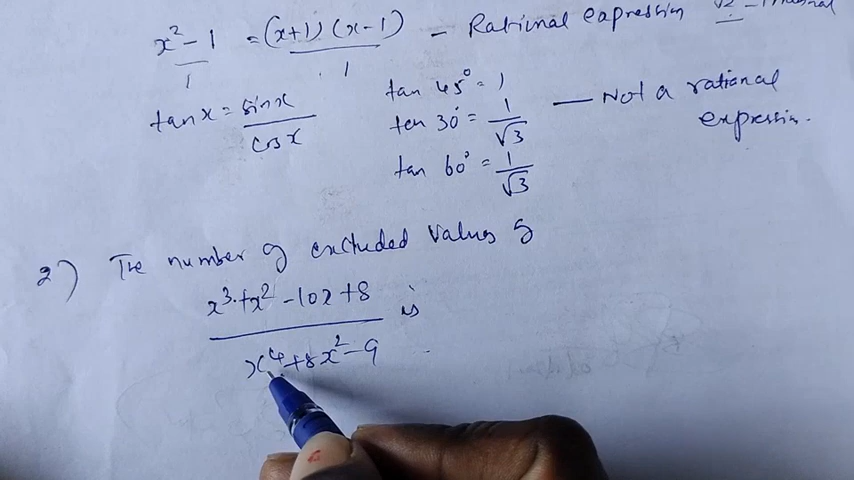 x² - 1 / 1 = (x+1) (x-1) / 1 - Rational expression √2 -
tan x = sin x / cos x
tan 45° = 1
tan 30° = 1 / √3
tan 60° = 1 / √3
— Not a rational
expression.
2) The number of excluded values of
x³ + x² - 10x + 8 / x⁴ + 8x² - 9 is